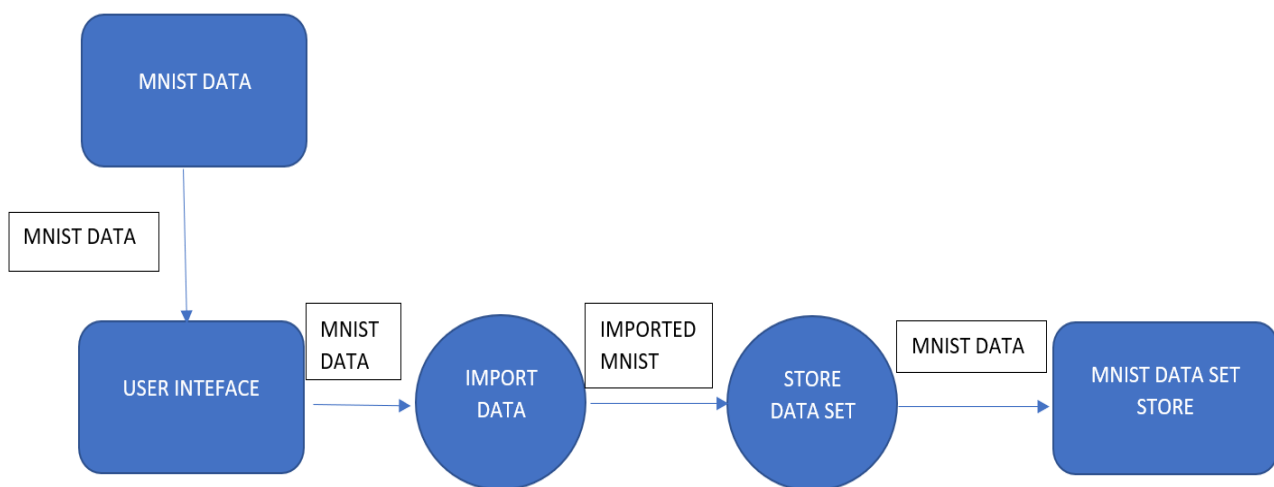 MNIST DATA
MNIST DATA
MNIST
DATA
IMPORTED
MNIST
MNIST DATA
USER INTEFACE
IMPORT
DATA
STORE
DATA SET
MNIST DATA SET
STORE